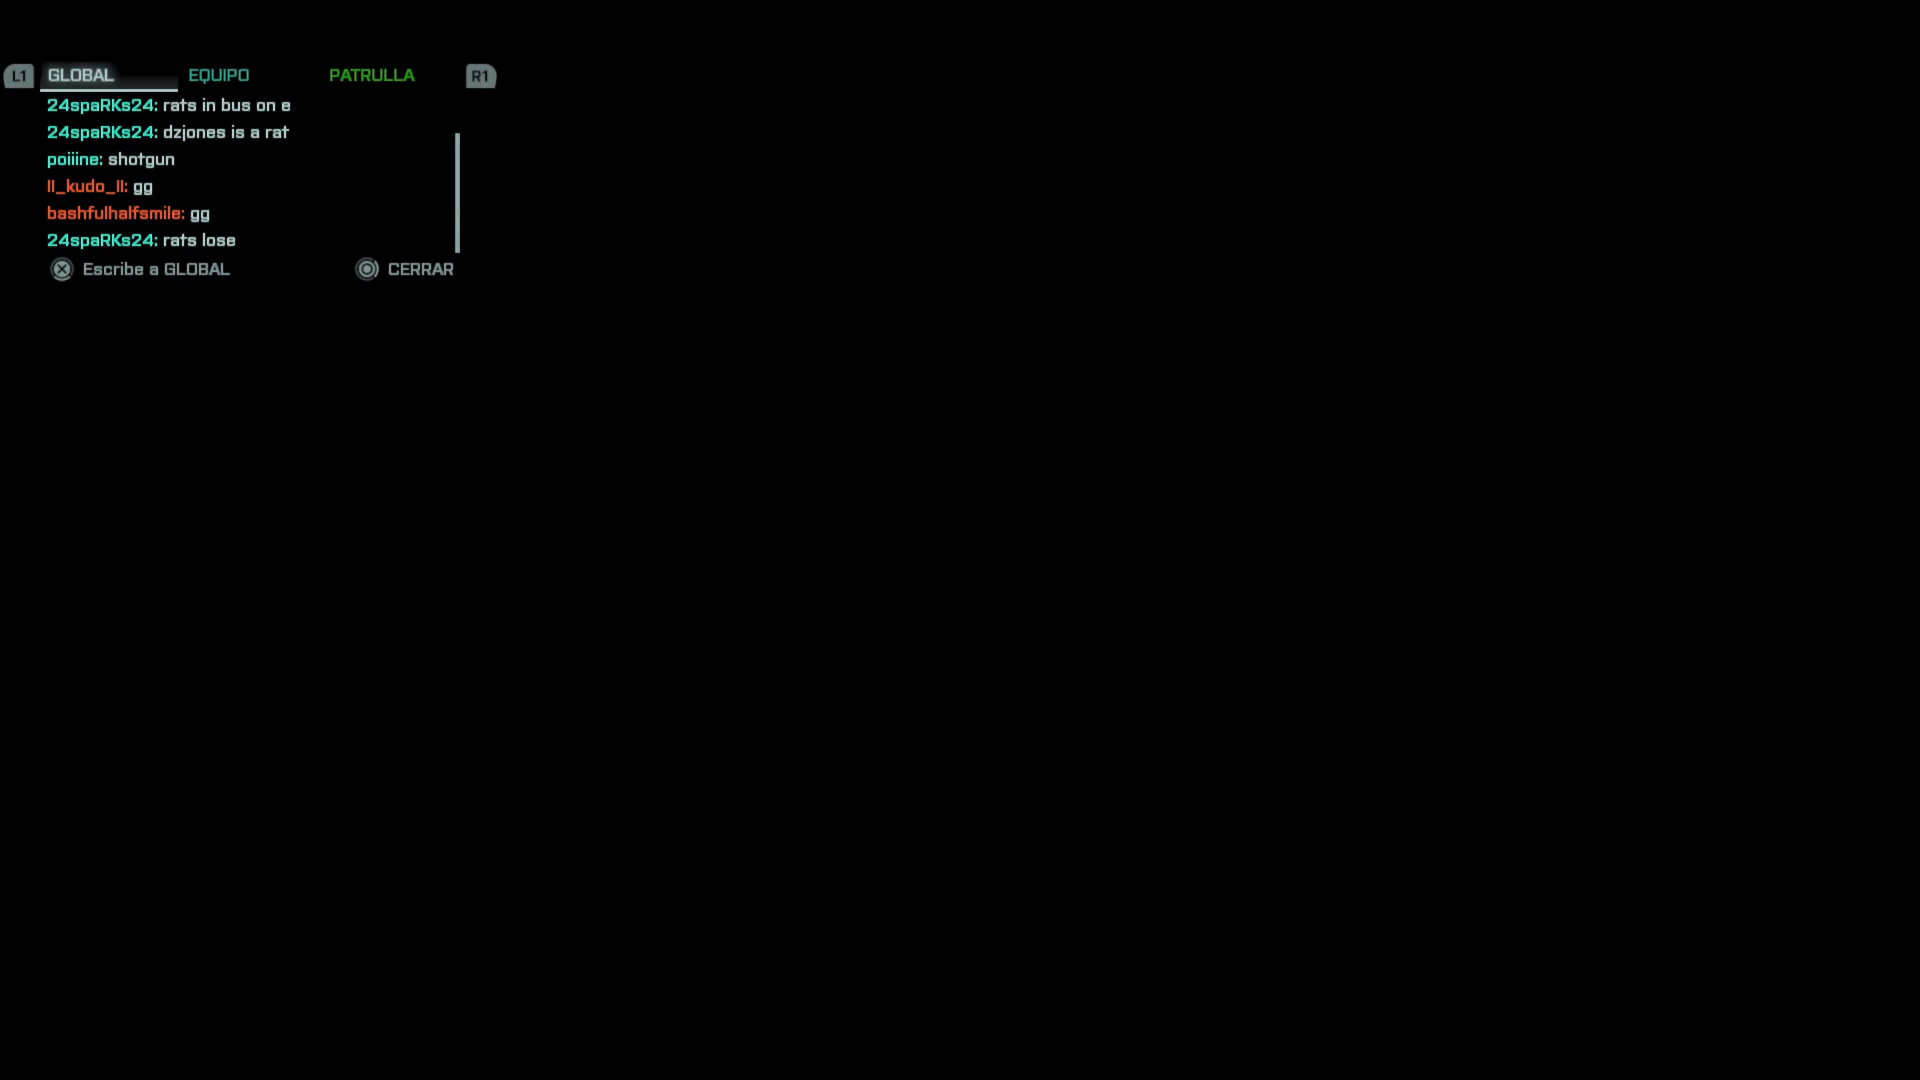 L1 GLOBAL EQUIPO PATRULLA R1
24spaRKs24: rats in bus on e
24spaRKs24: dzjones is a rat
poiiine: shotgun
ll_kudo_ll: gg
bashfulhalfsmile: gg
24spaRKs24: rats lose
Escribe a GLOBAL CERRAR